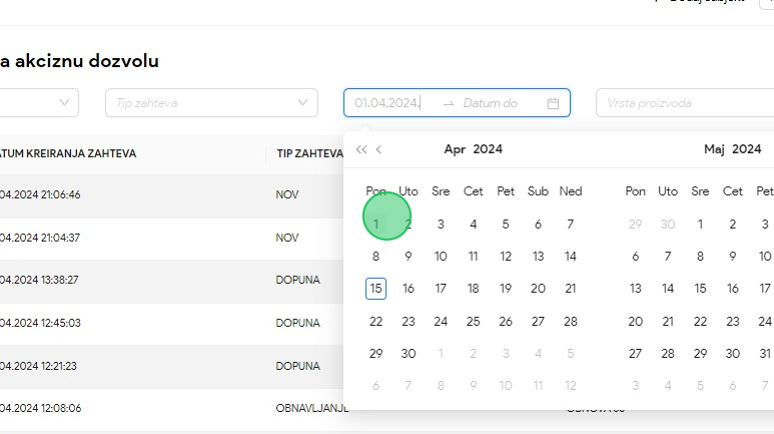 a akciznu dozvolu
Tip zahteva
01.04.2024.
Datum do
Vrsta proizvoda
ATUM KREIRANJA ZAHTEVA
TIP ZAHTEVA
Apr 2024
Maj 2024
Pon Uto Sre Cet Pet Sub Ned
Pon Uto Sre Cet Pet
04.2024 21:06:46
NOV
1 2 3 4 5 6 7
29 30 1 2 3
04.2024 21:04:37
NOV
8 9 10 11 12 13 14
6 7 8 9 10
04.2024 13:38:27
DOPUNA
15 16 17 18 19 20 21
13 14 15 16 17
04.2024 12:45:03
DOPUNA
22 23 24 25 26 27 28
20 21 22 23 24
04.2024 12:21:23
DOPUNA
29 30 1 2 3 4 5
27 28 29 30 31
6 7 8 9 10 11 12
3 4 5 6 7
04.2024 12:08:06
OBNAVLJANJE